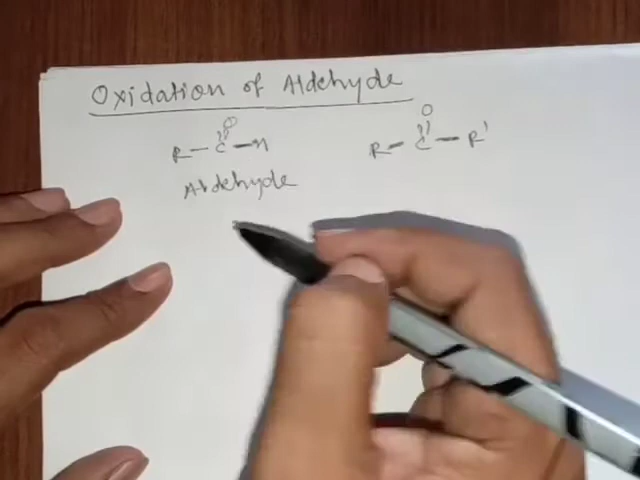 Oxidation of Aldehyde
O O
R — C — H R — C — R'
Aldehyde